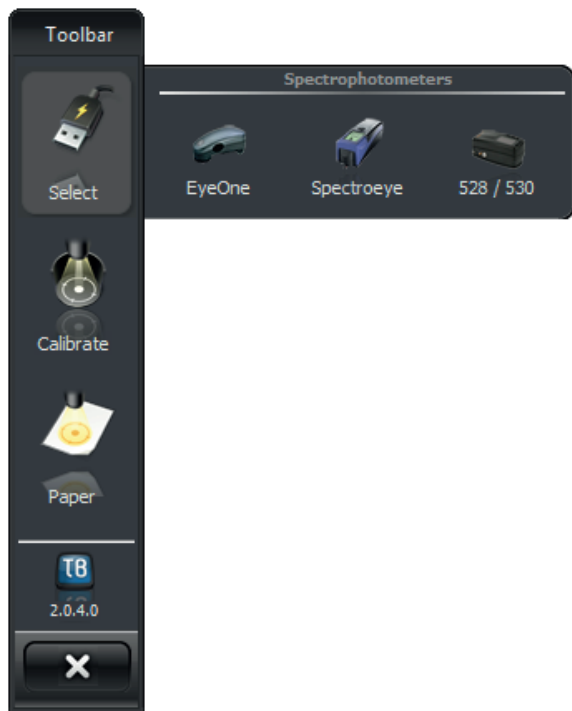 Toolbar
Spectrophotometers
Select
EyeOne
Spectroeye
528 / 530
Calibrate
Paper
TB
2.0.4.0